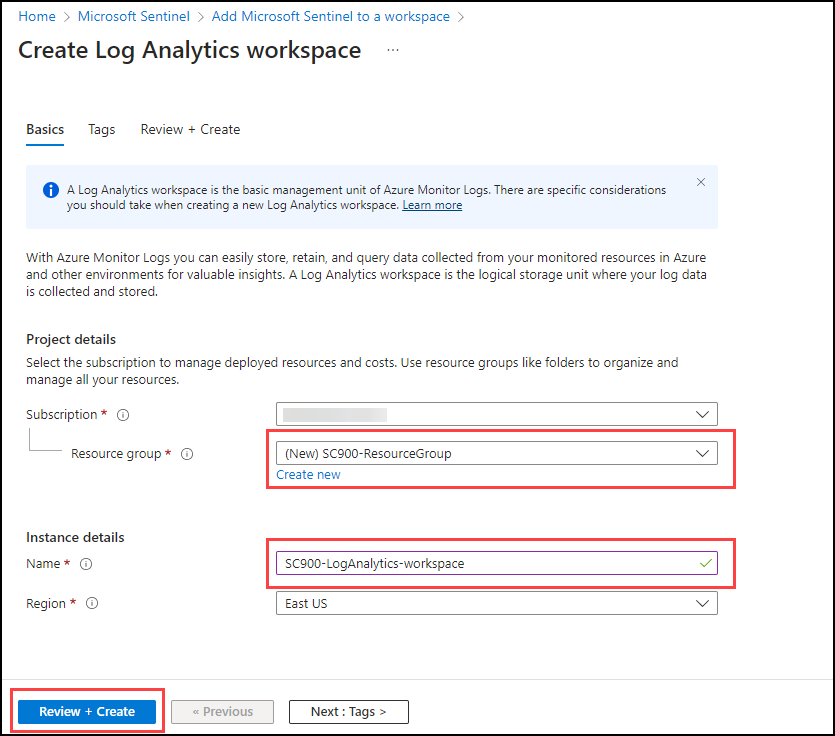 Home > Microsoft Sentinel > Add Microsoft Sentinel to a workspace >
Create Log Analytics workspace ...
Basics Tags Review + Create
A Log Analytics workspace is the basic management unit of Azure Monitor Logs. There are specific considerations
you should take when creating a new Log Analytics workspace. Learn more
With Azure Monitor Logs you can easily store, retain, and query data collected from your monitored resources in Azure
and other environments for valuable insights. A Log Analytics workspace is the logical storage unit where your log data
is collected and stored.
Project details
Select the subscription to manage deployed resources and costs. Use resource groups like folders to organize and
manage all your resources.
Subscription *
Resource group * (New) SC900-ResourceGroup
Create new
Instance details
Name * SC900-LogAnalytics-workspace
Region * East US
Review + Create « Previous Next : Tags >